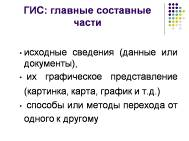 ГИС: главные составные
части
• исходные сведения (данные или
документы),
• их графическое представление
(картинка, карта, график и т.д.)
• способы или методы перехода от
одного к другому